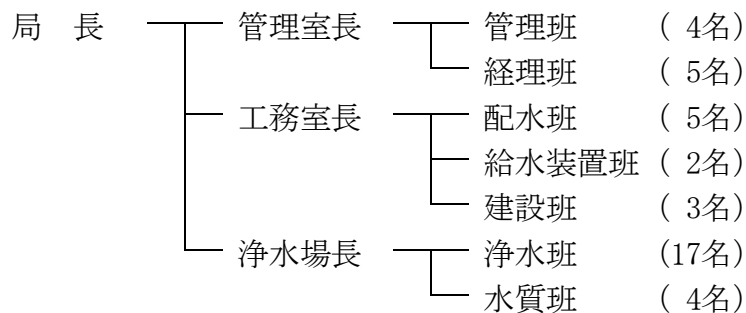 局　長 管理室長 管理班 ( 4名)
経理班 ( 5名)
工務室長 配水班 ( 5名)
給水装置班 ( 2名)
建設班 ( 3名)
浄水場長 浄水班 (17名)
水質班 ( 4名)